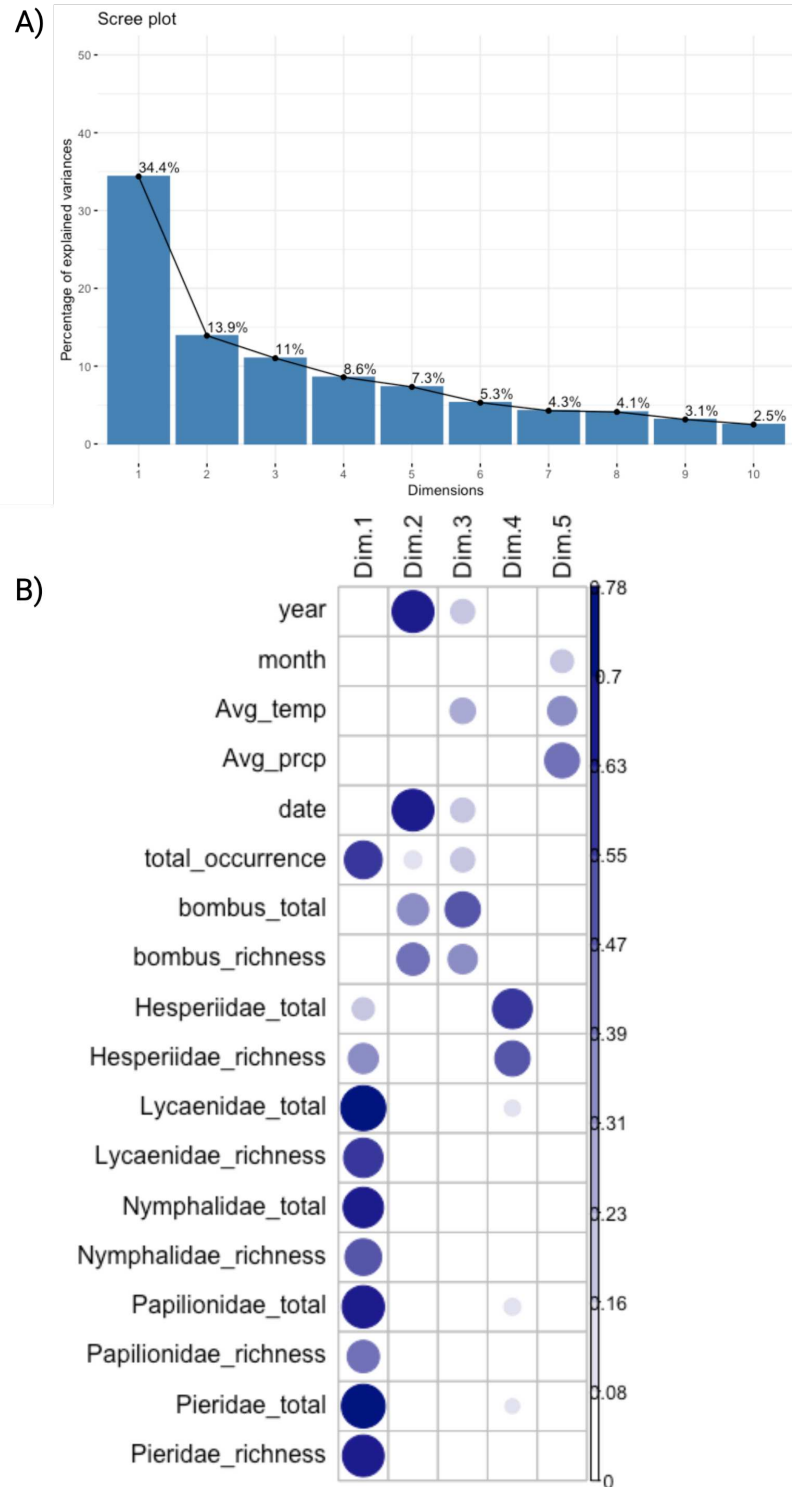 A)
Scree plot
Percentage of explained variances
50
40
30
20
10
0
34.4%
13.9%
11%
8.6%
7.3%
5.3%
4.3%
4.1%
3.1%
2.5%
1 2 3 4 5 6 7 8 9 10
Dimensions
B)
Dim.1 Dim.2 Dim.3 Dim.4 Dim.5
year
month
Avg_temp
Avg_prcp
date
total_occurrence
bombus_total
bombus_richness
Hesperiidae_total
Hesperiidae_richness
Lycaenidae_total
Lycaenidae_richness
Nymphalidae_total
Nymphalidae_richness
Papilionidae_total
Papilionidae_richness
Pieridae_total
Pieridae_richness
0.78
0.7
0.63
0.55
0.47
0.39
0.31
0.23
0.16
0.08
0